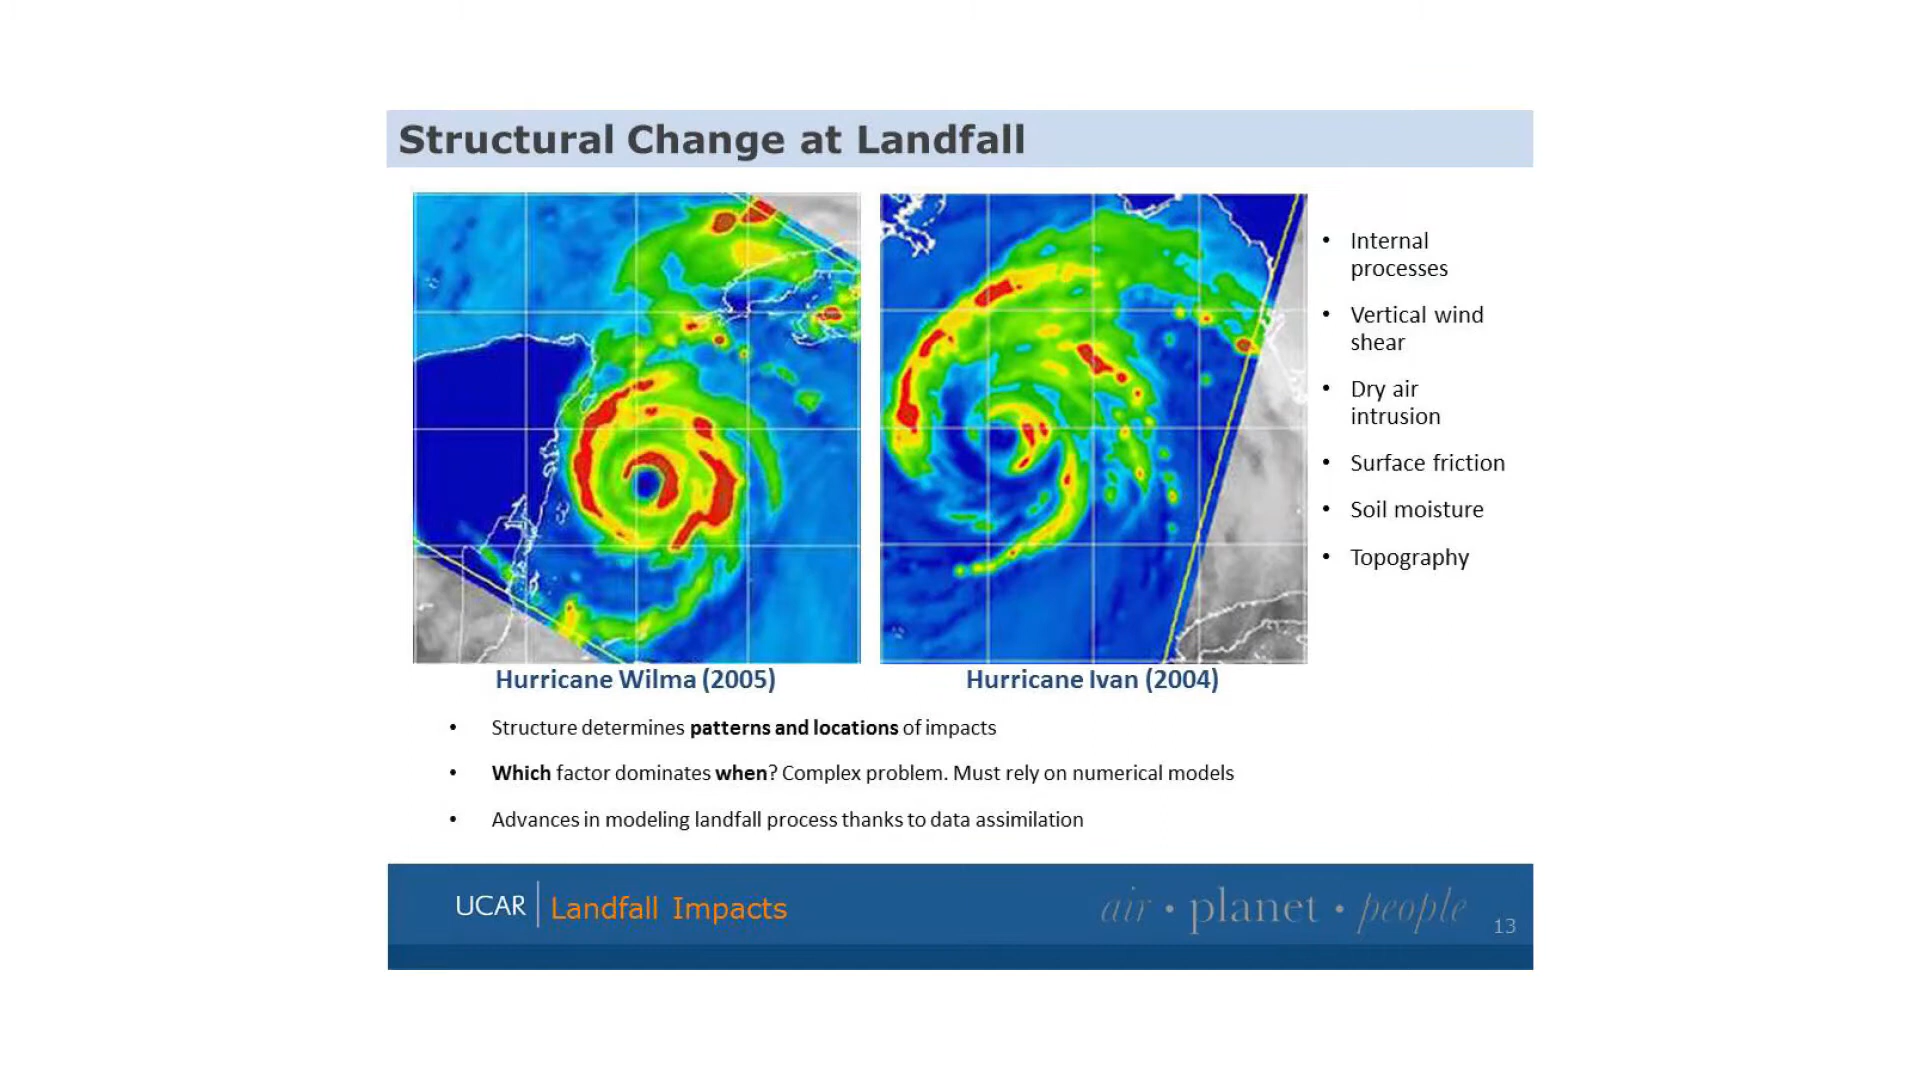 Structural Change at Landfall
• Internal
processes
• Vertical wind
shear
• Dry air
intrusion
• Surface friction
• Soil moisture
• Topography
Hurricane Wilma (2005)
Hurricane Ivan (2004)
• Structure determines patterns and locations of impacts
• Which factor dominates when? Complex problem. Must rely on numerical models
• Advances in modeling landfall process thanks to data assimilation
UCAR | Landfall Impacts
air • planet • people
13